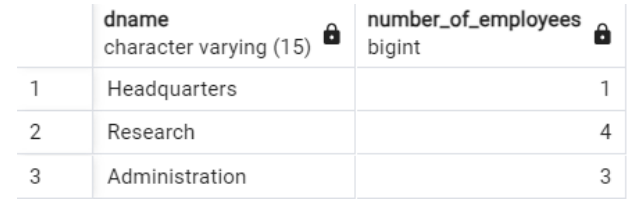 dname number_of_employees
character varying (15) bigint
1 Headquarters 1
2 Research 4
3 Administration 3